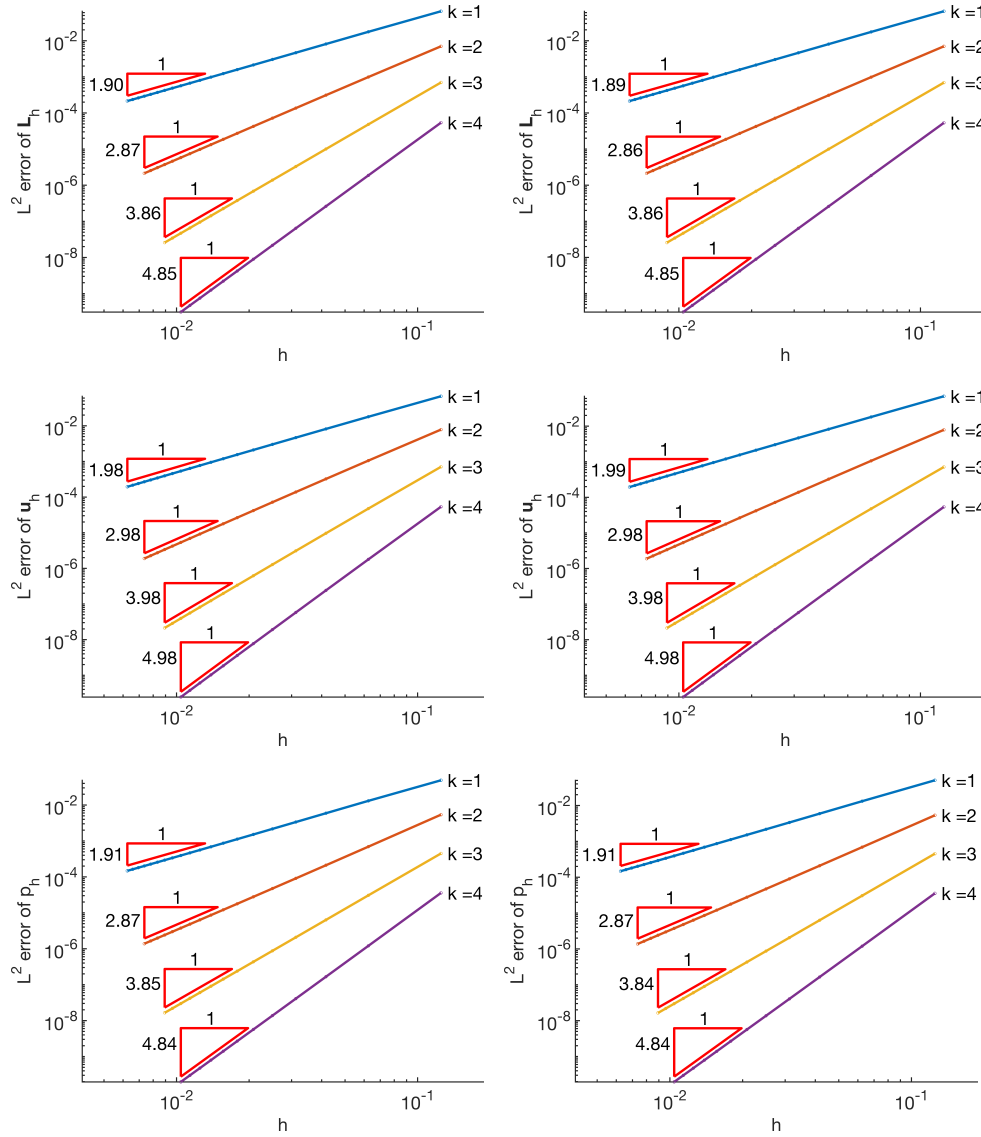 L² error of L_h
10⁻²
10⁻⁴
10⁻⁶
10⁻⁸
k =1
k =2
k =3
k =4
1
1.90
1
2.87
1
3.86
1
4.85
10⁻²
10⁻¹
h
L² error of L_h
10⁻²
10⁻⁴
10⁻⁶
10⁻⁸
k =1
k =2
k =3
k =4
1
1.89
1
2.86
1
3.86
1
4.85
10⁻²
10⁻¹
h
L² error of u_h
10⁻²
10⁻⁴
10⁻⁶
10⁻⁸
k =1
k =2
k =3
k =4
1
1.98
1
2.98
1
3.98
1
4.98
10⁻²
10⁻¹
h
L² error of u_h
10⁻²
10⁻⁴
10⁻⁶
10⁻⁸
k =1
k =2
k =3
k =4
1
1.99
1
2.98
1
3.98
1
4.98
10⁻²
10⁻¹
h
L² error of p_h
10⁻²
10⁻⁴
10⁻⁶
10⁻⁸
k =1
k =2
k =3
k =4
1
1.91
1
2.87
1
3.85
1
4.84
10⁻²
10⁻¹
h
L² error of p_h
10⁻²
10⁻⁴
10⁻⁶
10⁻⁸
k =1
k =2
k =3
k =4
1
1.91
1
2.87
1
3.84
1
4.84
10⁻²
10⁻¹
h